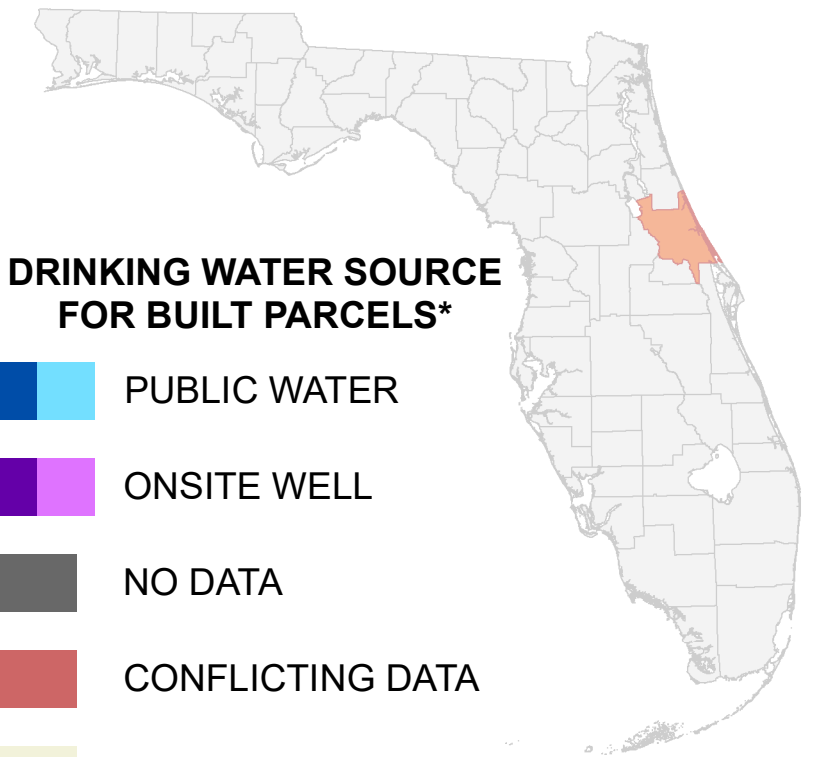 DRINKING WATER SOURCE
FOR BUILT PARCELS*
PUBLIC WATER
ONSITE WELL
NO DATA
CONFLICTING DATA